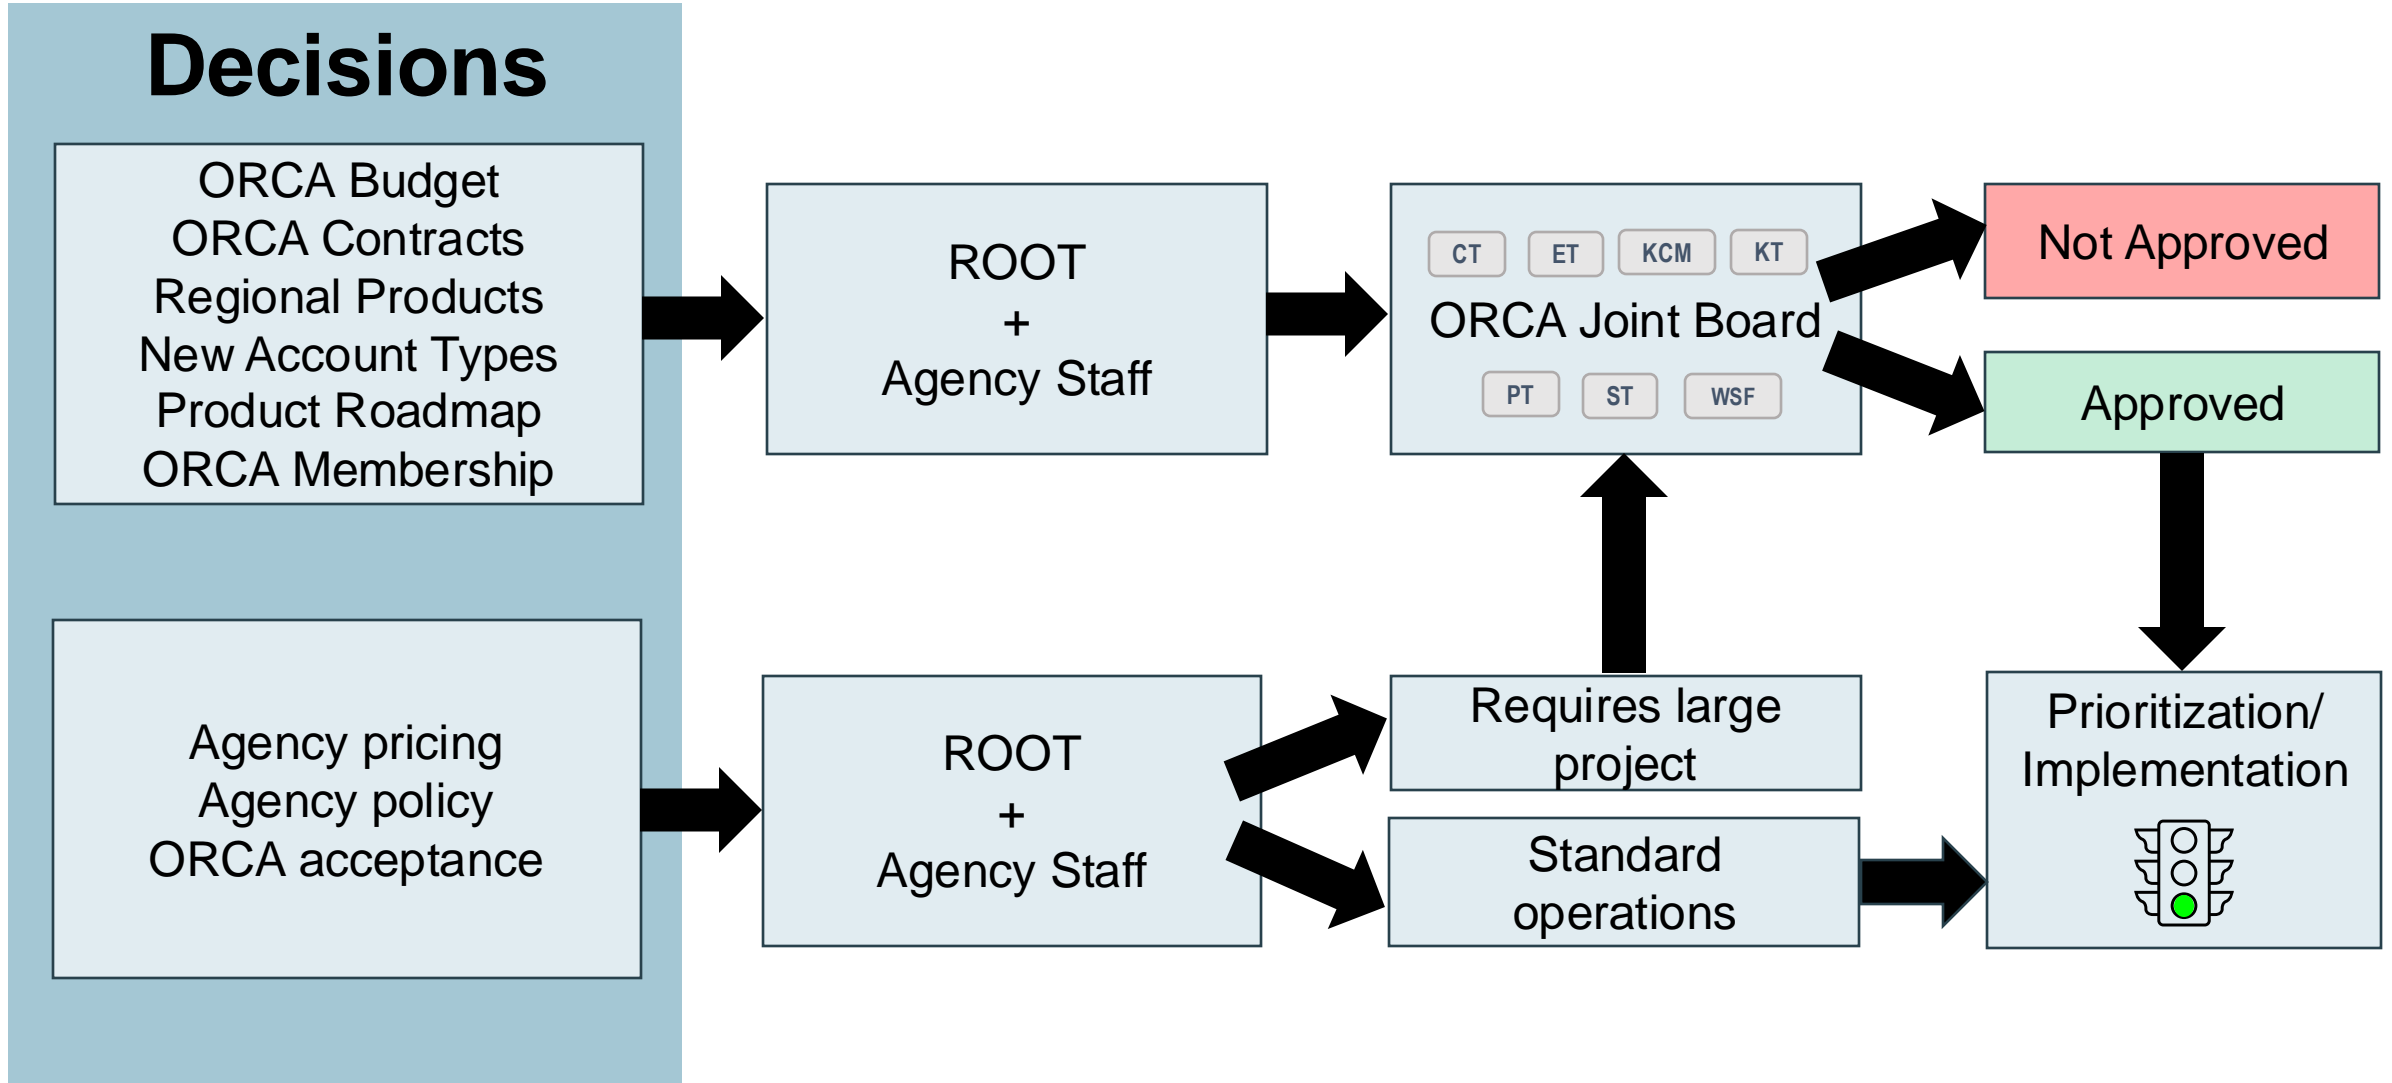 Decisions
ORCA Budget
ORCA Contracts
Regional Products
New Account Types
Product Roadmap
ORCA Membership
ROOT
+
Agency Staff
CT ET KCM KT
ORCA Joint Board
PT ST WSF
Not Approved
Approved
Agency pricing
Agency policy
ORCA acceptance
ROOT
+
Agency Staff
Requires large
project
Standard
operations
Prioritization/
Implementation